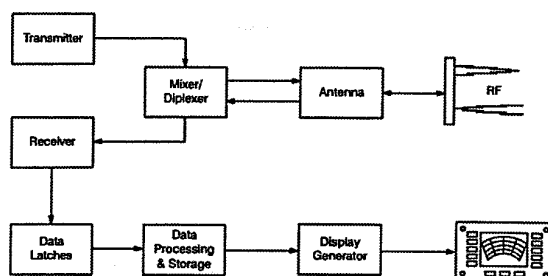 Transmitter
Mixer/
Diplexer
Antenna
RF
Receiver
Data
Latches
Data
Processing
& Storage
Display
Generator